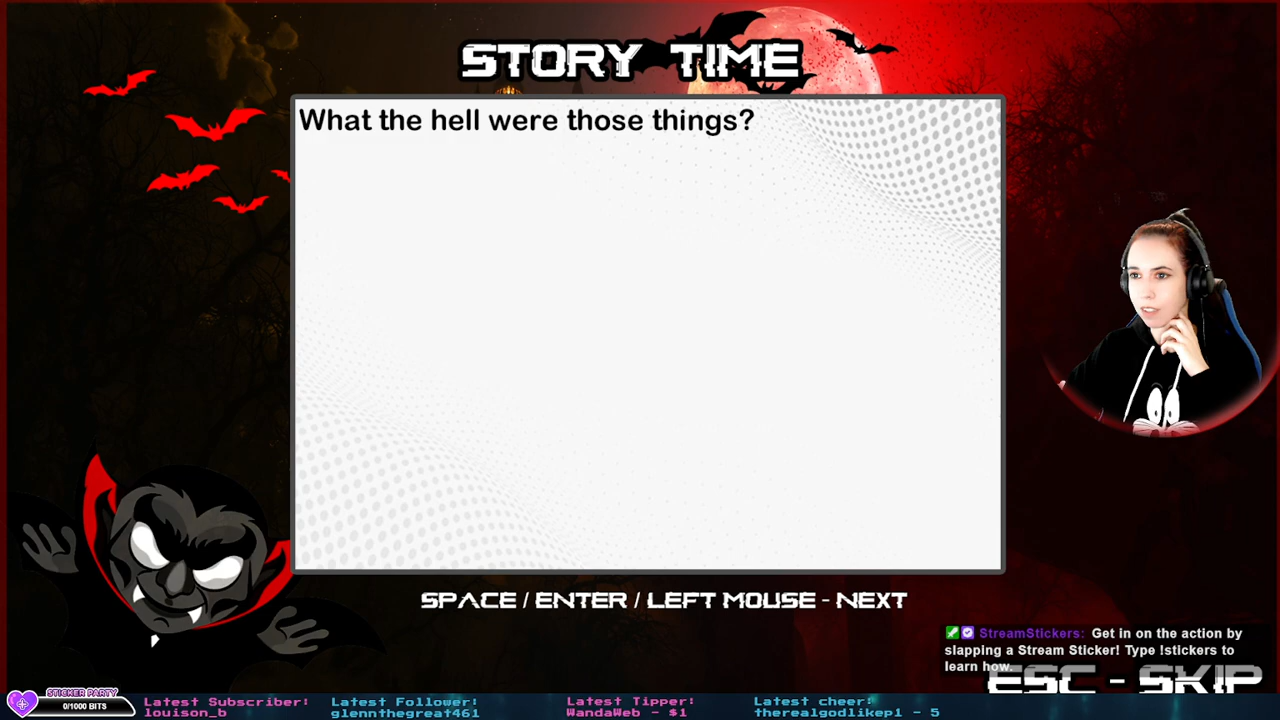 STORY TIME
What the hell were those things?
SPACE / ENTER / LEFT MOUSE - NEXT
StreamStickers: Get in on the action by
slapping a Stream Sticker! Type !stickers to
learn how.
ESC - SKIP
STICKER PARTY
0/1000 BITS
Latest Subscriber:
louison_b
Latest Follower:
glennthegreat461
Latest Tipper:
WandaWeb - $1
Latest cheer:
therealgodlikep1 - 5